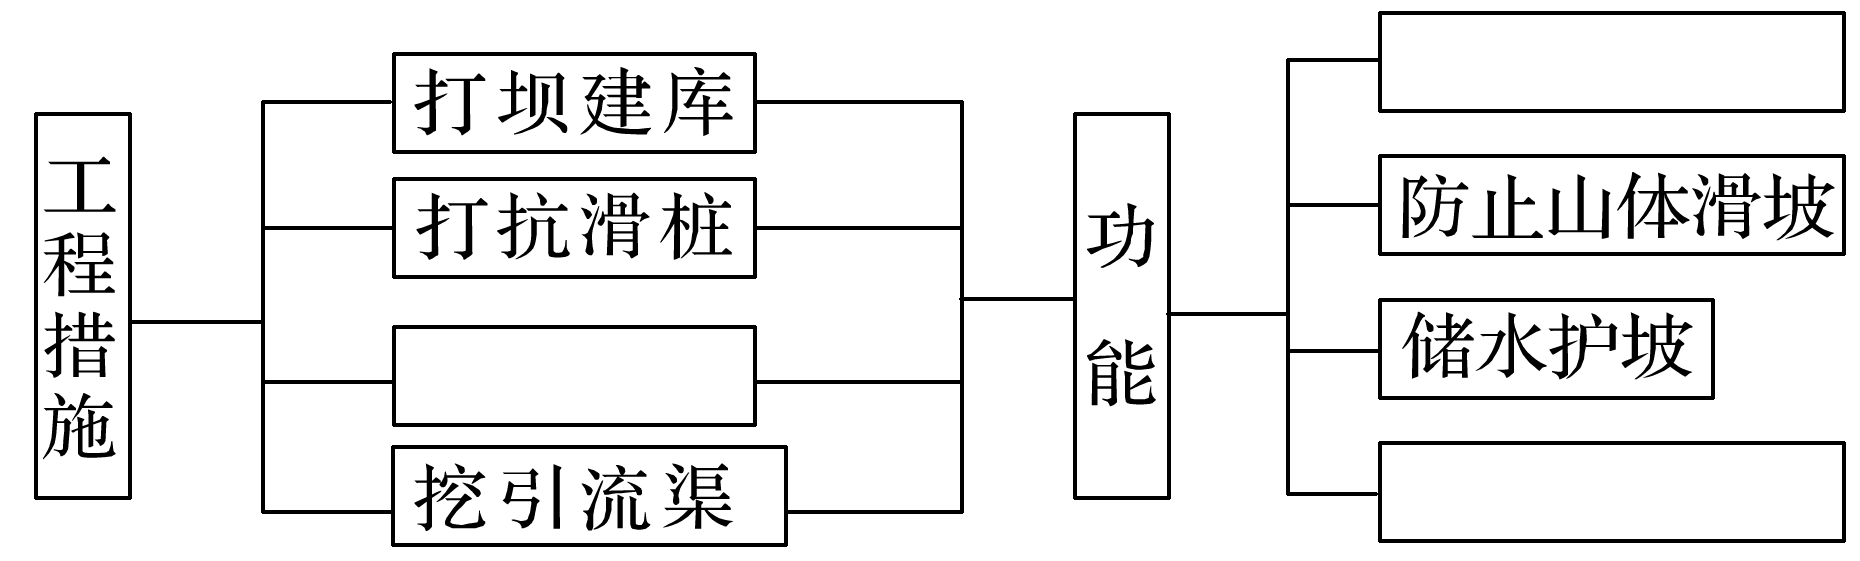 工程措施
打坝建库
打抗滑桩
挖引流渠
功能
防止山体滑坡
储水护坡